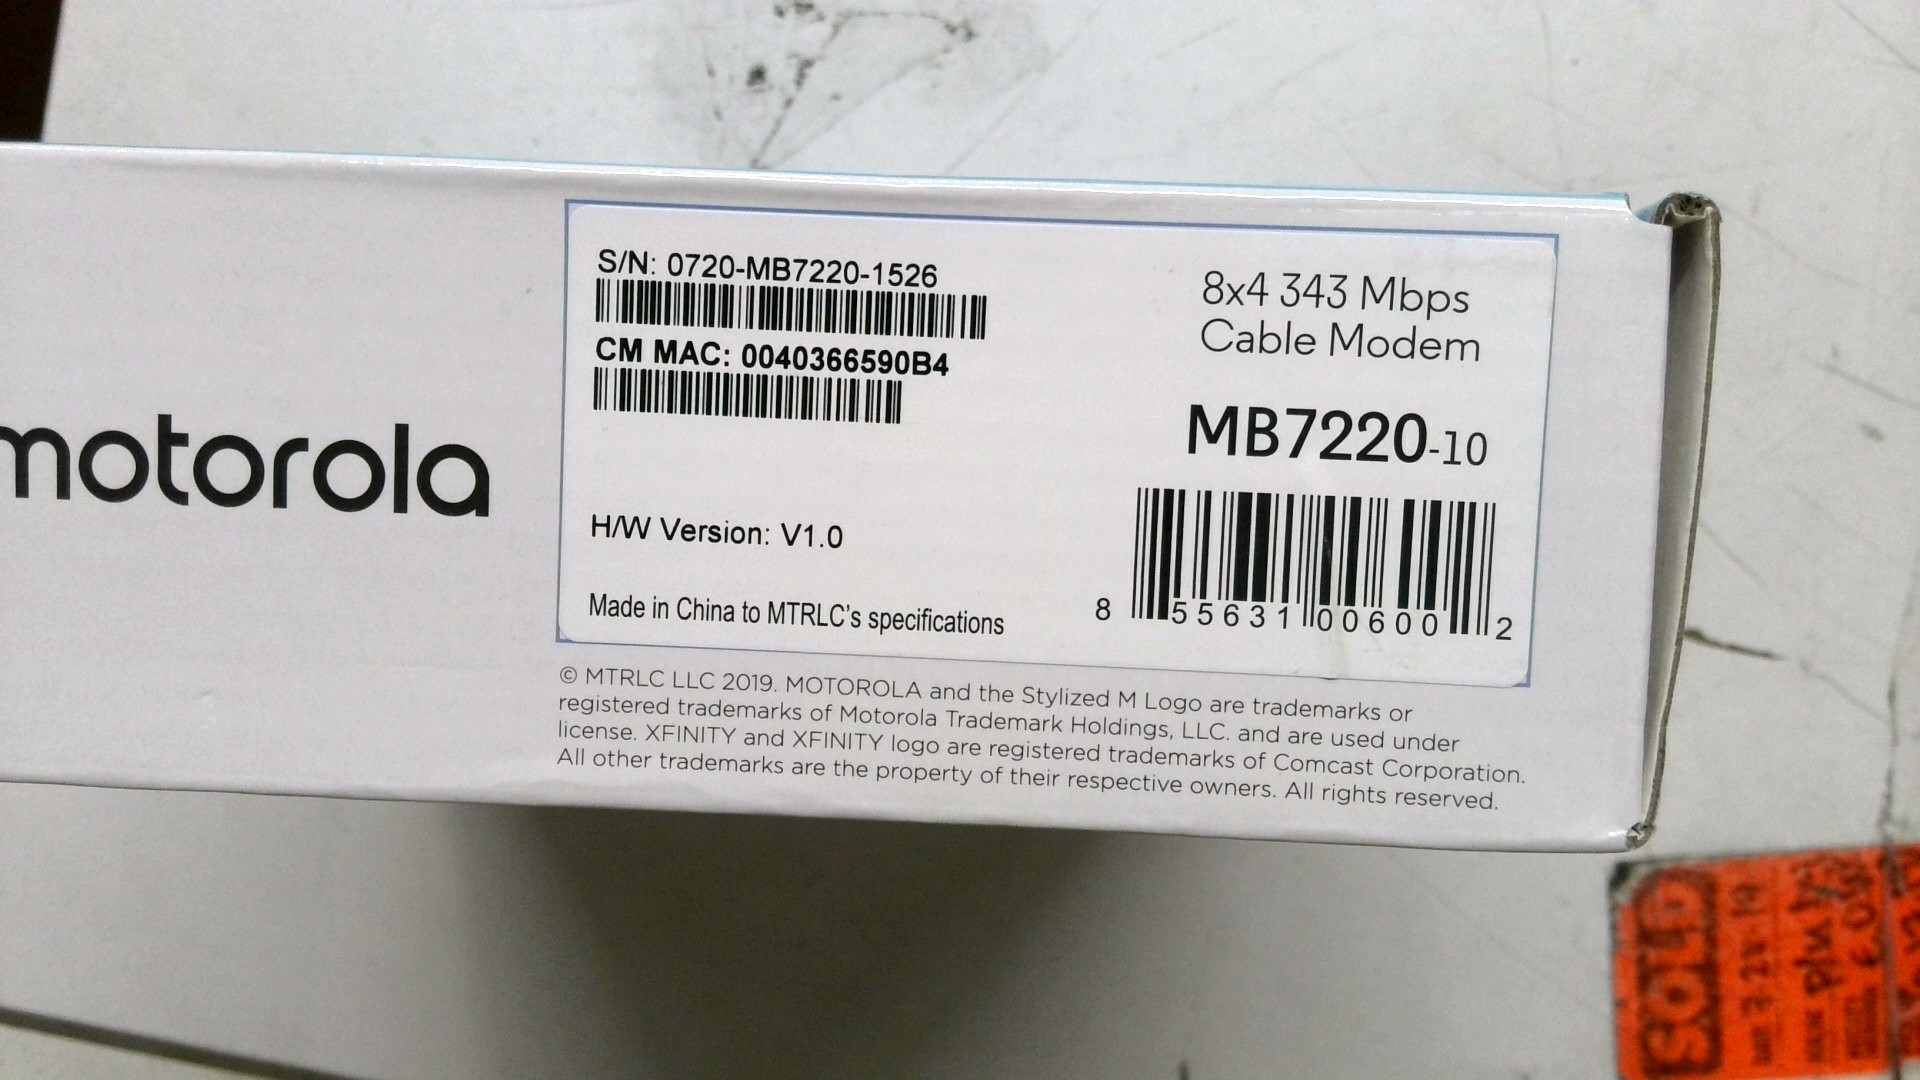 motorola
S/N: 0720-MB7220-1526
CM MAC: 0040366590B4
H/W Version: V1.0
Made in China to MTRLC's specifications
8x4 343 Mbps
Cable Modem
MB7220-10
8 55631 00600 2
© MTRLC LLC 2019. MOTOROLA and the Stylized M Logo are trademarks or
registered trademarks of Motorola Trademark Holdings, LLC. and are used under
license. XFINITY and XFINITY logo are registered trademarks of Comcast Corporation.
All other trademarks are the property of their respective owners. All rights reserved.
SOLD